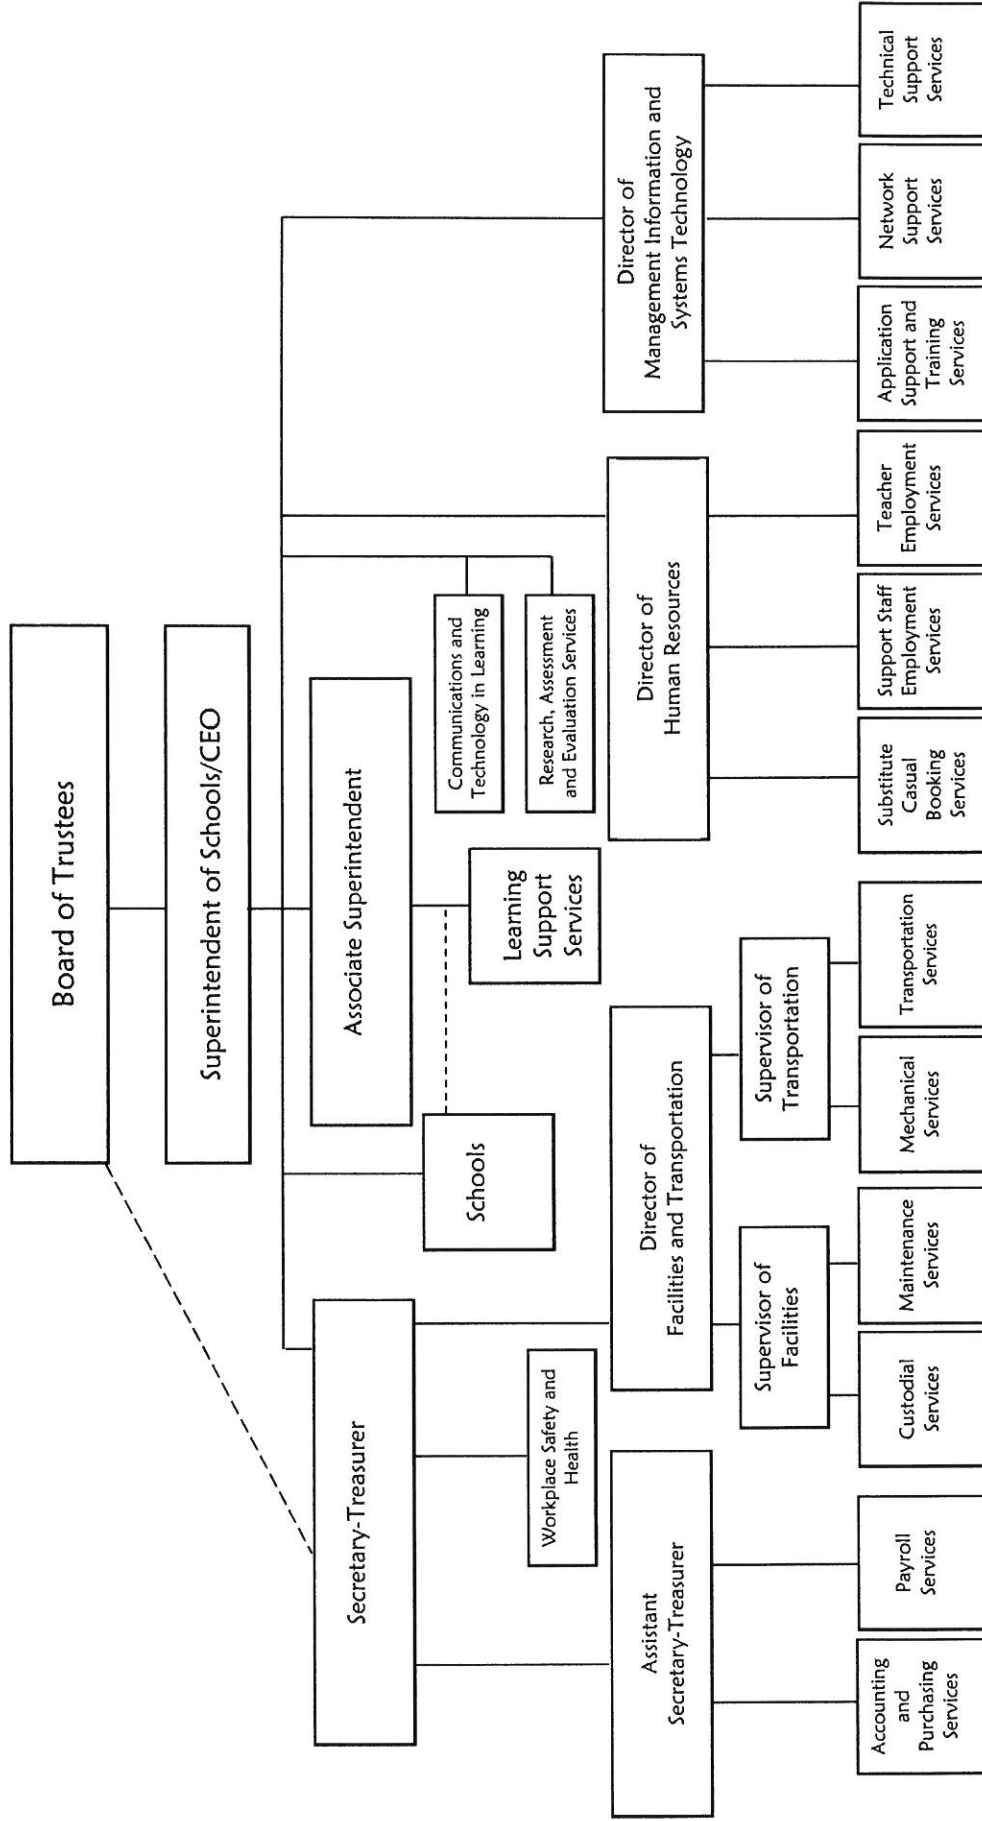 Board of Trustees
Superintendent of Schools/CEO
Secretary-Treasurer
Associate Superintendent
Schools
Learning
Support
Services
Communications and
Technology in Learning
Research, Assessment
and Evaluation Services
Workplace Safety and
Health
Assistant
Secretary-Treasurer
Director of
Facilities and Transportation
Director of
Human Resources
Director of
Management Information and
Systems Technology
Supervisor of
Facilities
Supervisor of
Transportation
Accounting
and
Purchasing
Services
Payroll
Services
Custodial
Services
Maintenance
Services
Mechanical
Services
Transportation
Services
Substitute
Casual
Booking
Services
Support Staff
Employment
Services
Teacher
Employment
Services
Application
Support and
Training
Services
Network
Support
Services
Technical
Support
Services